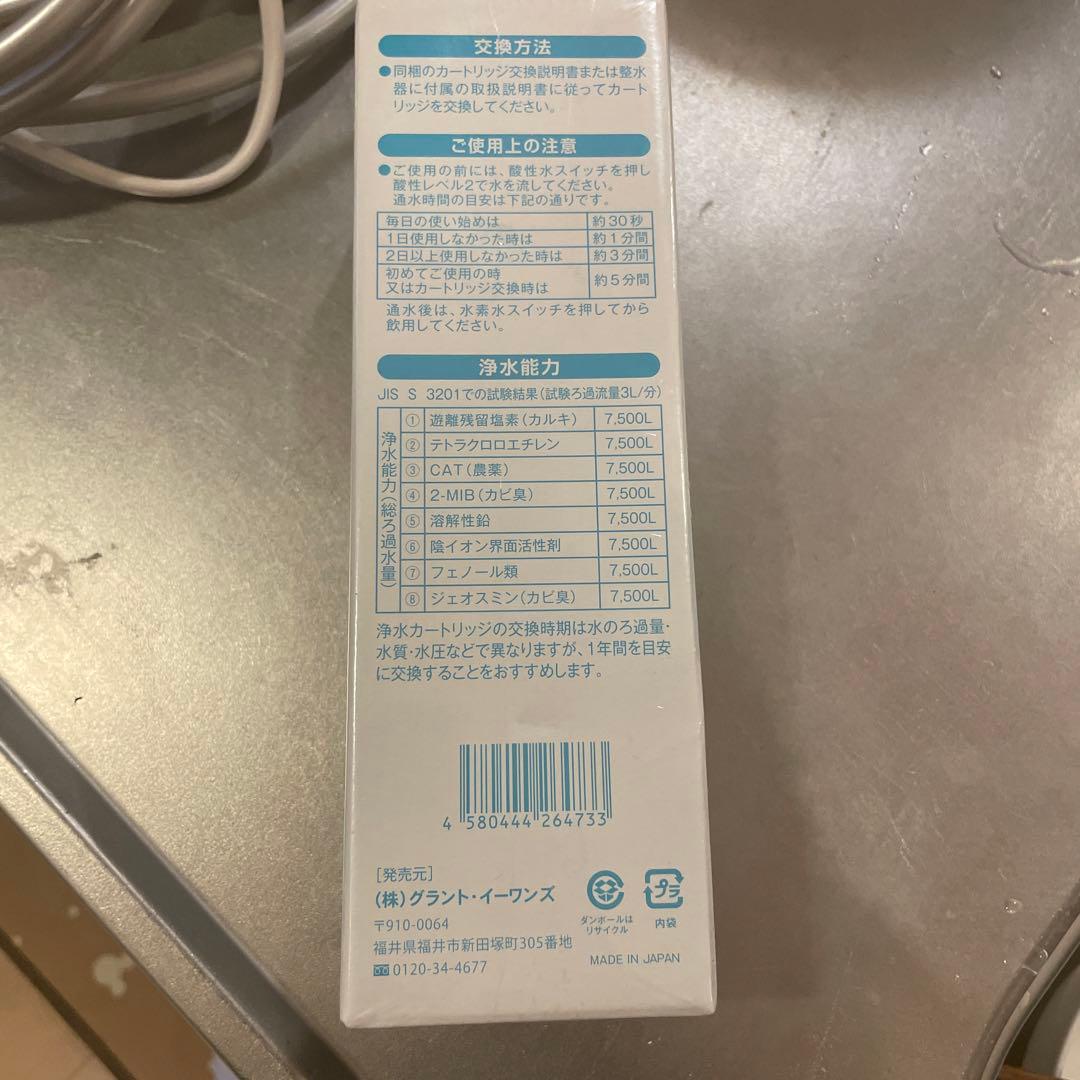 交換方法
●同梱のカートリッジ交換説明書または整水
器に付属の取扱説明書に従ってカート
リッジを交換してください。
ご使用上の注意
●ご使用の前には、酸性水スイッチを押し
酸性レベル2で水を流してください。
通水時間の目安は下記の通りです。
毎日の使い始めは 約30秒
1日使用しなかった時は 約1分間
2日以上使用しなかった時は 約3分間
初めてご使用の時
又はカートリッジ交換時は 約5分間
通水後は、水素水スイッチを押してから
飲用してください。
浄水能力
JIS S 3201での試験結果(試験ろ過流量3L/分)
浄水能力(総ろ過水量)
① 遊離残留塩素(カルキ) 7,500L
② テトラクロロエチレン 7,500L
③ CAT(農薬) 7,500L
④ 2-MIB(カビ臭) 7,500L
⑤ 溶解性鉛 7,500L
⑥ 陰イオン界面活性剤 7,500L
⑦ フェノール類 7,500L
⑧ ジェオスミン(カビ臭) 7,500L
浄水カートリッジの交換時期は水のろ過量・
水質・水圧などで異なりますが、1年間を目安
に交換することをおすすめします。
4 580444 264733
[発売元]
(株)グラント・イーワンズ
〒910-0064
福井県福井市新田塚町305番地
0120-34-4677
ダンボールは
リサイクル
プラ
内袋
MADE IN JAPAN